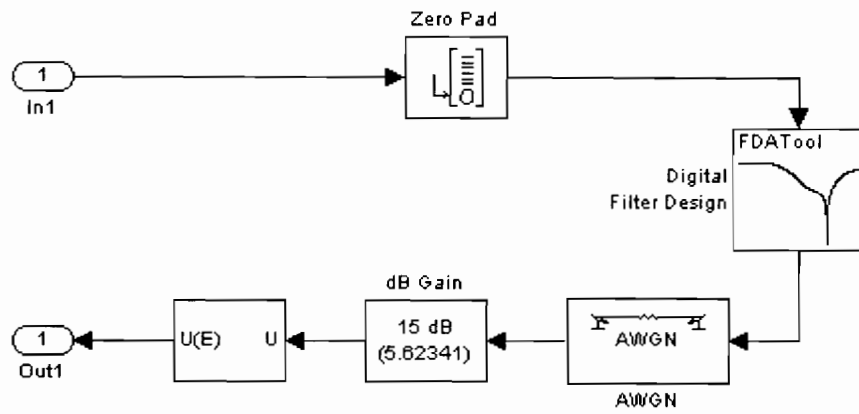 Zero Pad
1
In1
FDATool
Digital
Filter Design
dB Gain
1
Out1
U(E) U
15 dB
(5.62341)
AWGN
AWGN